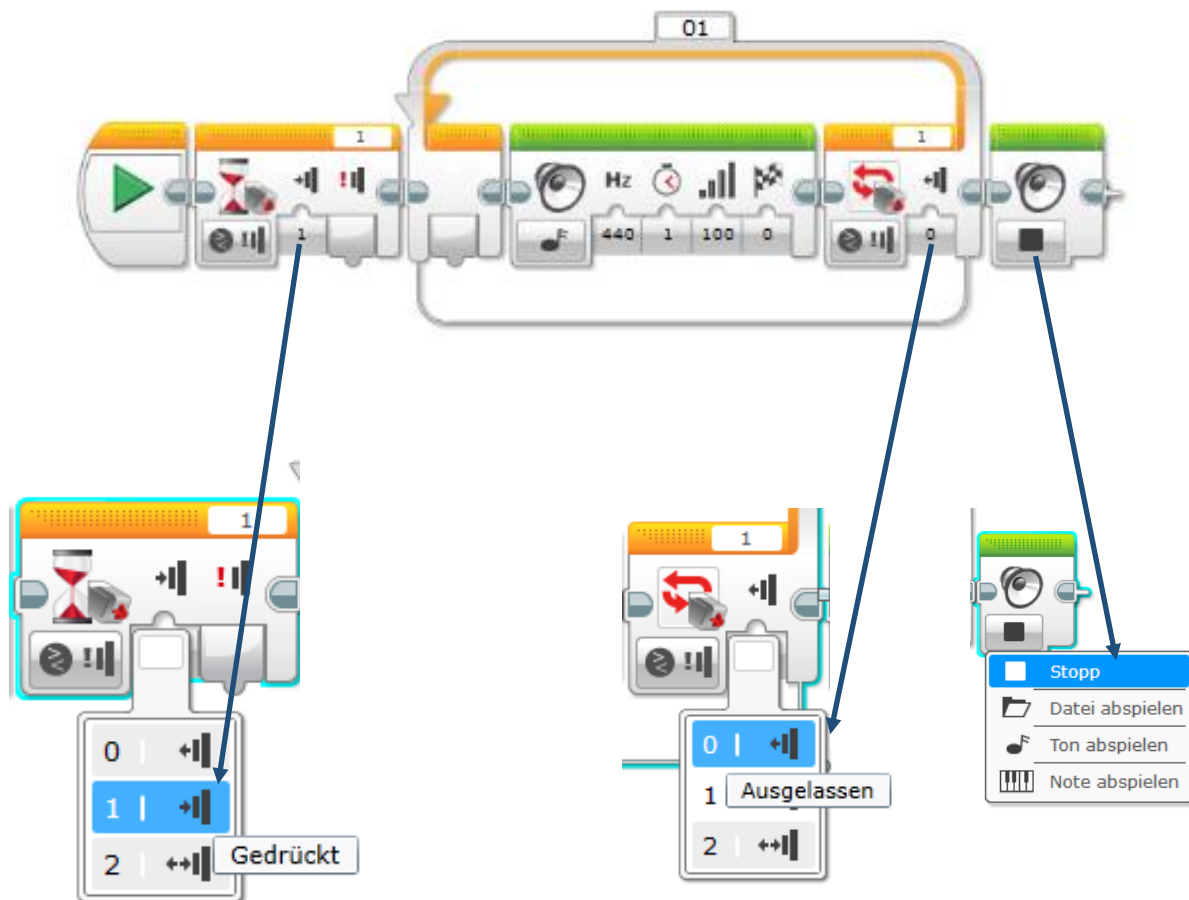 01
1
1
Hz
1
440 1 100 0
0
1
0
1
Gedrückt
2
1
0
1 Ausgelassen
2
Stopp
Datei abspielen
Ton abspielen
Note abspielen